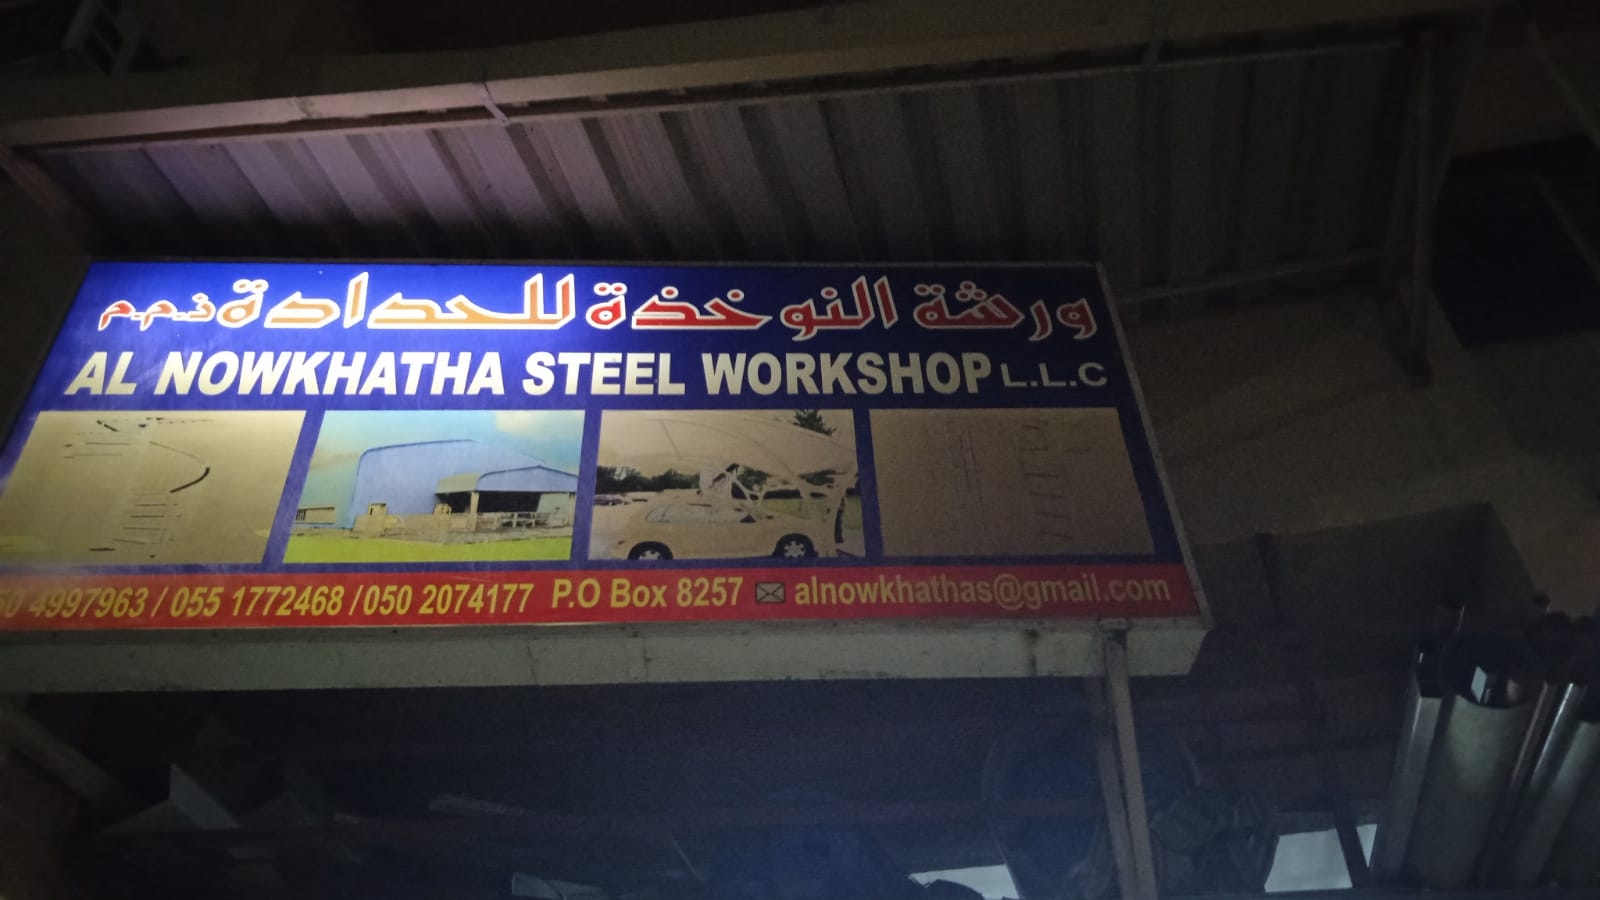 ورشة النوخذة للحدادة ذ.م.م
AL NOWKHATHA STEEL WORKSHOP L.L.C
4997963 / 055 1772468 / 050 2074177 P.O Box 8257 alnowkhathas@gmail.com